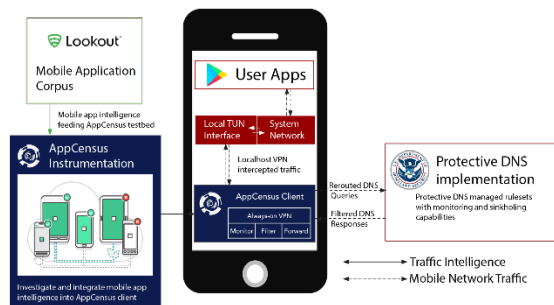 Lookout
Mobile Application
Corpus
Mobile app intelligence
feeding AppCensus testbed
AppCensus
Instrumentation
Investigate and integrate mobile app
intelligence into AppCensus client
User Apps
Local TUN
Interface
System
Network
Localhost VPN
intercepted traffic
AppCensus Client
Always-on VPN
Monitor
Filter
Forward
Rerouted DNS
Queries
Filtered DNS
Responses
Protective DNS
implementation
Protective DNS managed rulesets
with monitoring and sinkholing
capabilities
Traffic Intelligence
Mobile Network Traffic